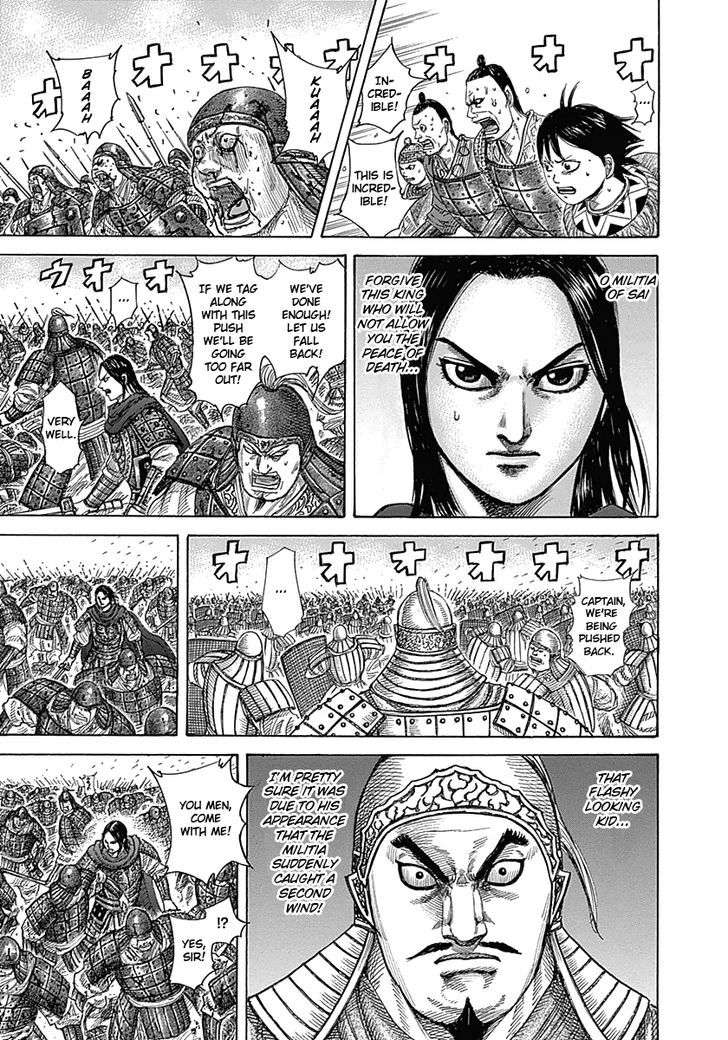 ...
IN-
CRED-
IBLE!
THIS IS
INCRED-
IBLE!
オ
オ
オ
オ
オ
オ
KUAAAH
BAAAH
O MILITIA
OF SAI
FORGIVE
THIS KING
WHO WILL
NOT ALLOW
YOU THE
PEACE OF
DEATH...
オ
オ
オ
ウ
WE'VE
DONE
ENOUGH!
LET US
FALL
BACK!
IF WE TAG
ALONG
WITH THIS
PUSH
WE'LL BE
GOING
TOO FAR
OUT!
...
VERY
WELL.
オ
オ
オ
オ
オ
オ
CAPTAIN,
WE'RE
BEING
PUSHED
BACK.
...
THAT
FLASHY
LOOKING
KID...
I'M PRETTY
SURE IT WAS
DUE TO HIS
APPEARANCE
THAT THE
MILITIA
SUDDENLY
CAUGHT A
SECOND
WIND!
YOU MEN,
COME
WITH ME!
!?
YES,
SIR!